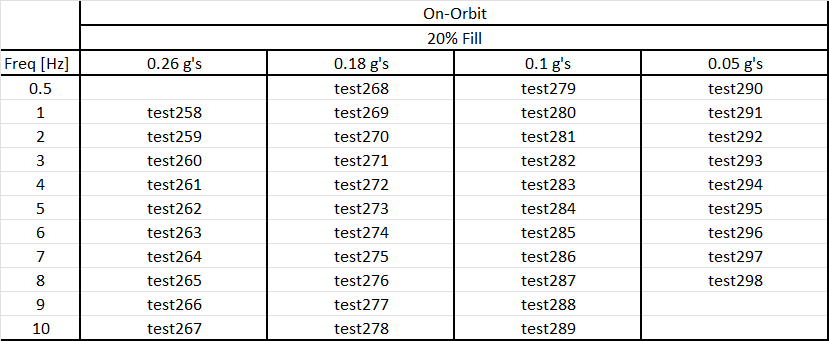 On-Orbit
20% Fill
Freq [Hz] 0.26 g's 0.18 g's 0.1 g's 0.05 g's
0.5 test268 test279 test290
1 test258 test269 test280 test291
2 test259 test270 test281 test292
3 test260 test271 test282 test293
4 test261 test272 test283 test294
5 test262 test273 test284 test295
6 test263 test274 test285 test296
7 test264 test275 test286 test297
8 test265 test276 test287 test298
9 test266 test277 test288
10 test267 test278 test289